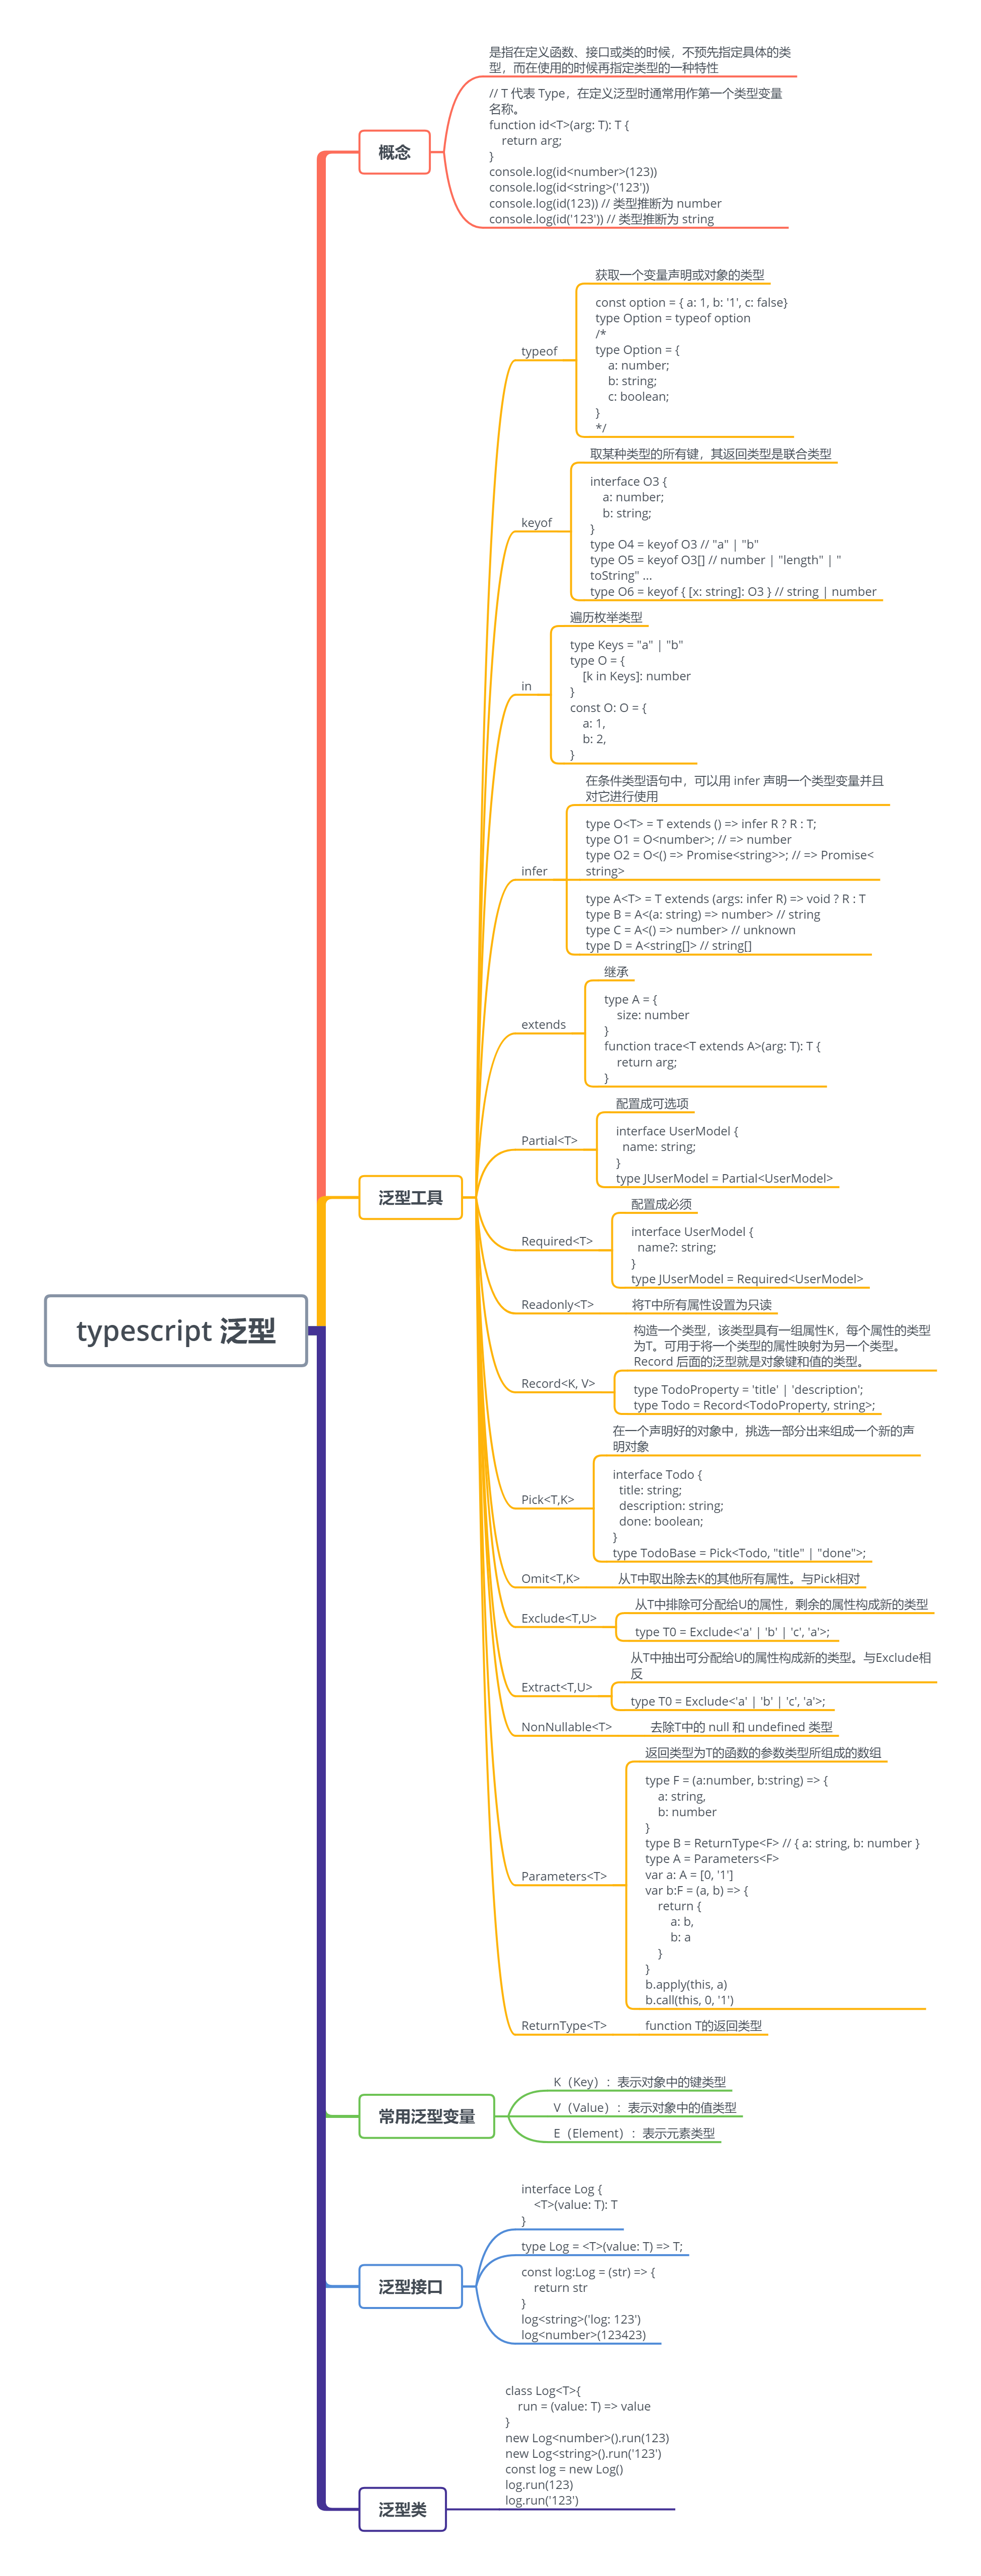 typescript 泛型
概念
是指在定义函数、接口或类的时候，不预先指定具体的类
型，而在使用的时候再指定类型的一种特性
// T 代表 Type，在定义泛型时通常用作第一个类型变量
名称。
function id<T>(arg: T): T {
    return arg;
}
console.log(id<number>(123))
console.log(id<string>('123'))
console.log(id(123)) // 类型推断为 number
console.log(id('123')) // 类型推断为 string
泛型工具
typeof
获取一个变量声明或对象的类型
const option = { a: 1, b: '1', c: false}
type Option = typeof option
/*
type Option = {
    a: number;
    b: string;
    c: boolean;
}
*/
keyof
取某种类型的所有键，其返回类型是联合类型
interface O3 {
    a: number;
    b: string;
}
type O4 = keyof O3 // "a" | "b"
type O5 = keyof O3[] // number | "length" | "
toString" ...
type O6 = keyof { [x: string]: O3 } // string | number
in
遍历枚举类型
type Keys = "a" | "b"
type O = {
    [k in Keys]: number
}
const O: O = {
    a: 1,
    b: 2,
}
infer
在条件类型语句中，可以用 infer 声明一个类型变量并且
对它进行使用
type O<T> = T extends () => infer R ? R : T;
type O1 = O<number>; // => number
type O2 = O<() => Promise<string>>; // => Promise<
string>
type A<T> = T extends (args: infer R) => void ? R : T
type B = A<(a: string) => number> // string
type C = A<() => number> // unknown
type D = A<string[]> // string[]
extends
继承
type A = {
    size: number
}
function trace<T extends A>(arg: T): T {
    return arg;
}
Partial<T>
配置成可选项
interface UserModel {
  name: string;
}
type JUserModel = Partial<UserModel>
Required<T>
配置成必须
interface UserModel {
  name?: string;
}
type JUserModel = Required<UserModel>
Readonly<T>
将T中所有属性设置为只读
Record<K, V>
构造一个类型，该类型具有一组属性K，每个属性的类型
为T。可用于将一个类型的属性映射为另一个类型。
Record 后面的泛型就是对象键和值的类型。
type TodoProperty = 'title' | 'description';
type Todo = Record<TodoProperty, string>;
Pick<T,K>
在一个声明好的对象中，挑选一部分出来组成一个新的声
明对象
interface Todo {
  title: string;
  description: string;
  done: boolean;
}
type TodoBase = Pick<Todo, "title" | "done">;
Omit<T,K>
从T中取出除去K的其他所有属性。与Pick相对
Exclude<T,U>
从T中排除可分配给U的属性，剩余的属性构成新的类型
type T0 = Exclude<'a' | 'b' | 'c', 'a'>;
Extract<T,U>
从T中抽出可分配给U的属性构成新的类型。与Exclude相
反
type T0 = Exclude<'a' | 'b' | 'c', 'a'>;
NonNullable<T>
去除T中的 null 和 undefined 类型
Parameters<T>
返回类型为T的函数的参数类型所组成的数组
type F = (a:number, b:string) => {
    a: string,
    b: number
}
type B = ReturnType<F> // { a: string, b: number }
type A = Parameters<F>
var a: A = [0, '1']
var b:F = (a, b) => {
    return {
        a: b,
        b: a
    }
}
b.apply(this, a)
b.call(this, 0, '1')
ReturnType<T>
function T的返回类型
常用泛型变量
K（Key）：表示对象中的键类型
V（Value）：表示对象中的值类型
E（Element）：表示元素类型
泛型接口
interface Log {
    <T>(value: T): T
}
type Log = <T>(value: T) => T;
const log:Log = (str) => {
    return str
}
log<string>('log: 123')
log<number>(123423)
泛型类
class Log<T>{
    run = (value: T) => value
}
new Log<number>().run(123)
new Log<string>().run('123')
const log = new Log()
log.run(123)
log.run('123')